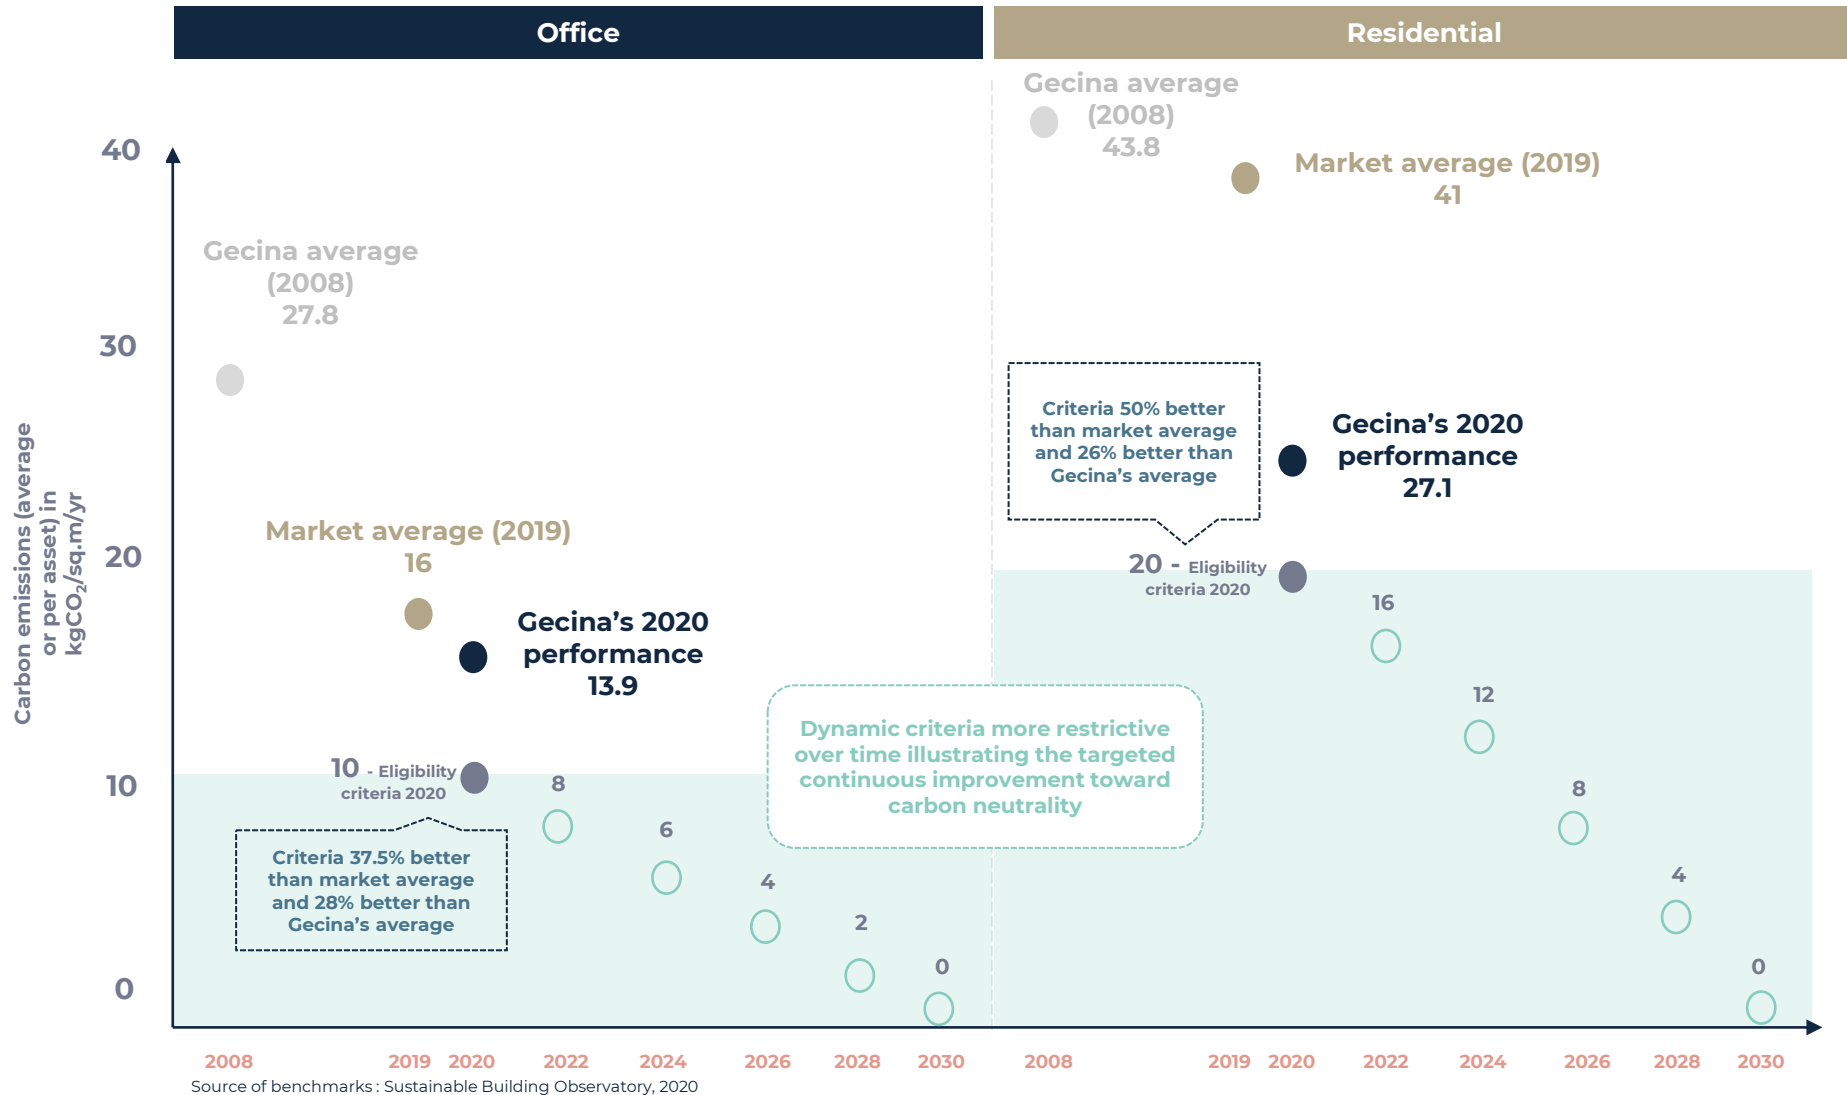 Office
Residential
Carbon emissions (average
or per asset) in
kgCO₂/sq.m/yr
40
30
20
10
0
Gecina average
(2008)
27.8
Market average (2019)
16
Gecina’s 2020
performance
13.9
10 - Eligibility
criteria 2020
Criteria 37.5% better
than market average
and 28% better than
Gecina’s average
8
6
4
2
0
Dynamic criteria more restrictive
over time illustrating the targeted
continuous improvement toward
carbon neutrality
Gecina average
(2008)
43.8
Market average (2019)
41
Criteria 50% better
than market average
and 26% better than
Gecina’s average
Gecina’s 2020
performance
27.1
20 - Eligibility
criteria 2020
16
12
8
4
0
2008 2019 2020 2022 2024 2026 2028 2030
2008 2019 2020 2022 2024 2026 2028 2030
Source of benchmarks : Sustainable Building Observatory, 2020